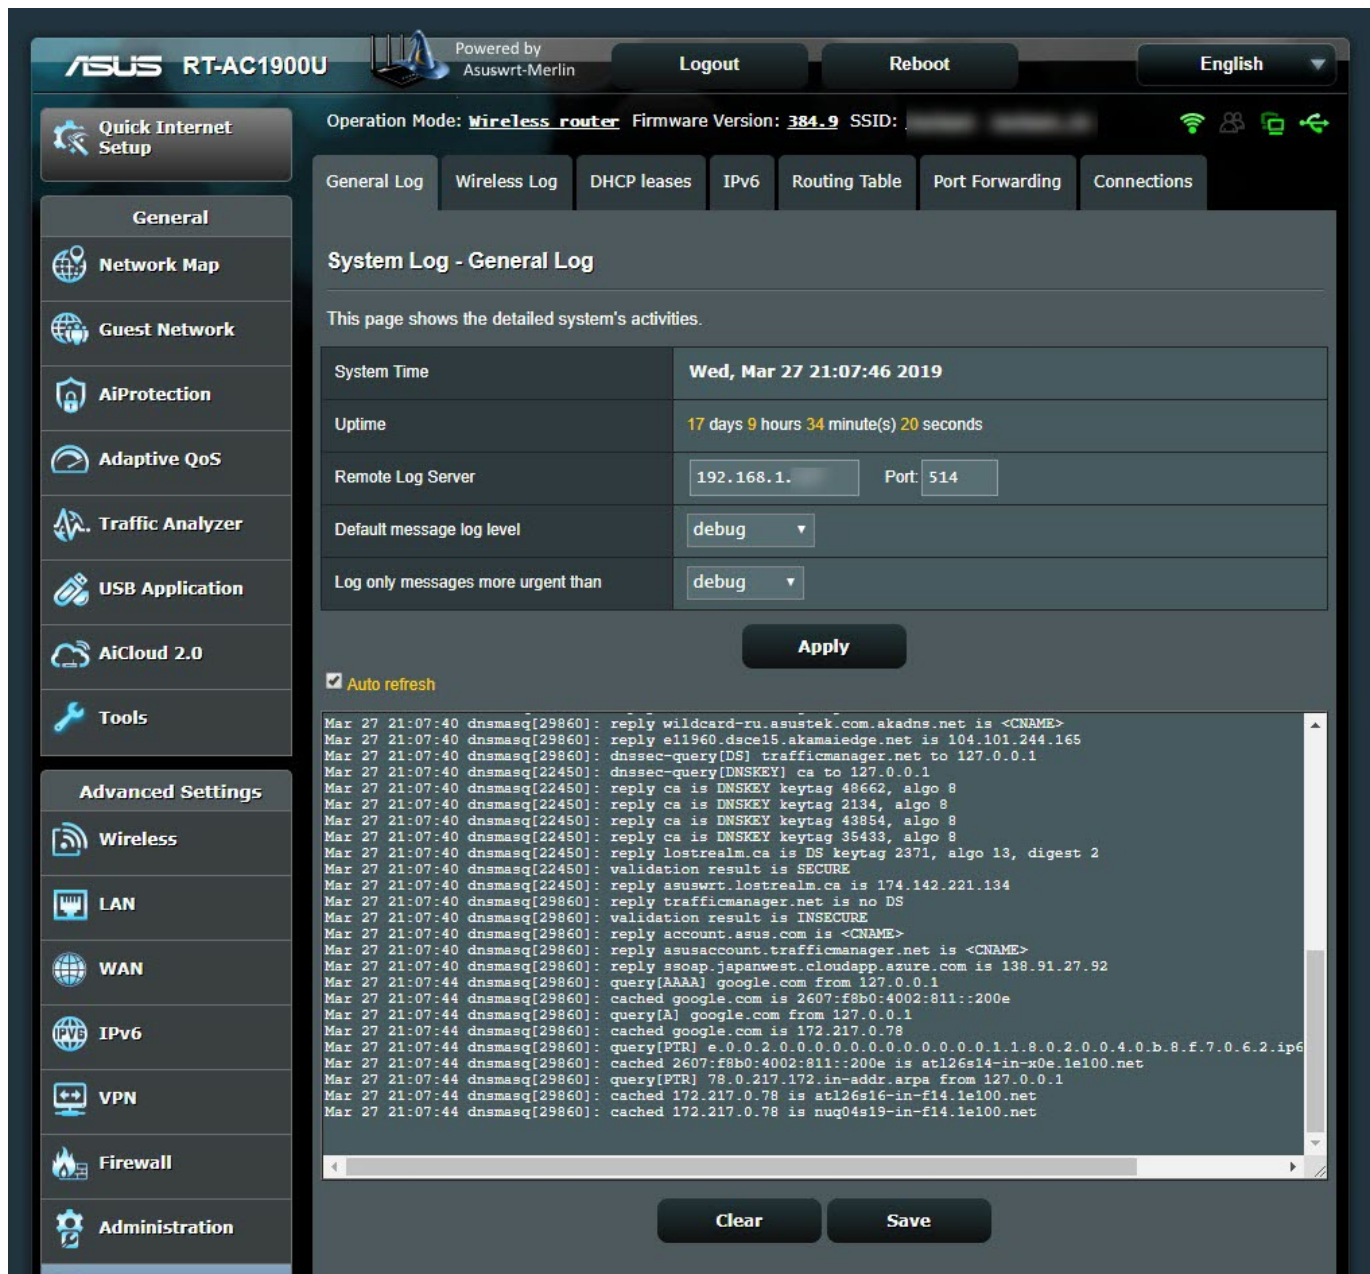 ASUS RT-AC1900U
Powered by
Asuswrt-Merlin
Logout
Reboot
English
Quick Internet
Setup
Operation Mode: Wireless router Firmware Version: 384.9 SSID:
General Log
Wireless Log
DHCP leases
IPv6
Routing Table
Port Forwarding
Connections
General
Network Map
Guest Network
AiProtection
Adaptive QoS
Traffic Analyzer
USB Application
AiCloud 2.0
Tools
Advanced Settings
Wireless
LAN
WAN
IPV6
IPv6
VPN
Firewall
Administration
System Log - General Log
This page shows the detailed system's activities.
System Time Wed, Mar 27 21:07:46 2019
Uptime 17 days 9 hours 34 minute(s) 20 seconds
Remote Log Server 192.168.1. Port: 514
Default message log level debug
Log only messages more urgent than debug
Apply
Auto refresh
Mar 27 21:07:40 dnsmasq[29860]: reply wildcard-ru.asustek.com.akadns.net is <CNAME>
Mar 27 21:07:40 dnsmasq[29860]: reply e11960.dsce15.akamaiedge.net is 104.101.244.165
Mar 27 21:07:40 dnsmasq[29860]: dnssec-query[DS] trafficmanager.net to 127.0.0.1
Mar 27 21:07:40 dnsmasq[22450]: dnssec-query[DNSKEY] ca to 127.0.0.1
Mar 27 21:07:40 dnsmasq[22450]: reply ca is DNSKEY keytag 48662, algo 8
Mar 27 21:07:40 dnsmasq[22450]: reply ca is DNSKEY keytag 2134, algo 8
Mar 27 21:07:40 dnsmasq[22450]: reply ca is DNSKEY keytag 43854, algo 8
Mar 27 21:07:40 dnsmasq[22450]: reply ca is DNSKEY keytag 35433, algo 8
Mar 27 21:07:40 dnsmasq[22450]: reply lostrealm.ca is DS keytag 2371, algo 13, digest 2
Mar 27 21:07:40 dnsmasq[22450]: validation result is SECURE
Mar 27 21:07:40 dnsmasq[22450]: reply asuswrt.lostrealm.ca is 174.142.221.134
Mar 27 21:07:40 dnsmasq[29860]: reply trafficmanager.net is no DS
Mar 27 21:07:40 dnsmasq[29860]: validation result is INSECURE
Mar 27 21:07:40 dnsmasq[29860]: reply account.asus.com is <CNAME>
Mar 27 21:07:40 dnsmasq[29860]: reply asusaccount.trafficmanager.net is <CNAME>
Mar 27 21:07:40 dnsmasq[29860]: reply ssoap.japanwest.cloudapp.azure.com is 138.91.27.92
Mar 27 21:07:44 dnsmasq[29860]: query[AAAA] google.com from 127.0.0.1
Mar 27 21:07:44 dnsmasq[29860]: cached google.com is 2607:f8b0:4002:811::200e
Mar 27 21:07:44 dnsmasq[29860]: query[A] google.com from 127.0.0.1
Mar 27 21:07:44 dnsmasq[29860]: cached google.com is 172.217.0.78
Mar 27 21:07:44 dnsmasq[29860]: query[PTR] e.0.0.2.0.0.0.0.0.0.0.0.0.0.0.0.1.1.8.0.2.0.0.4.0.b.8.f.7.0.6.2.ip6
Mar 27 21:07:44 dnsmasq[29860]: cached 2607:f8b0:4002:811::200e is atl26s14-in-x0e.1e100.net
Mar 27 21:07:44 dnsmasq[29860]: query[PTR] 78.0.217.172.in-addr.arpa from 127.0.0.1
Mar 27 21:07:44 dnsmasq[29860]: cached 172.217.0.78 is atl26s16-in-f14.1e100.net
Mar 27 21:07:44 dnsmasq[29860]: cached 172.217.0.78 is nuq04s19-in-f14.1e100.net
Clear
Save